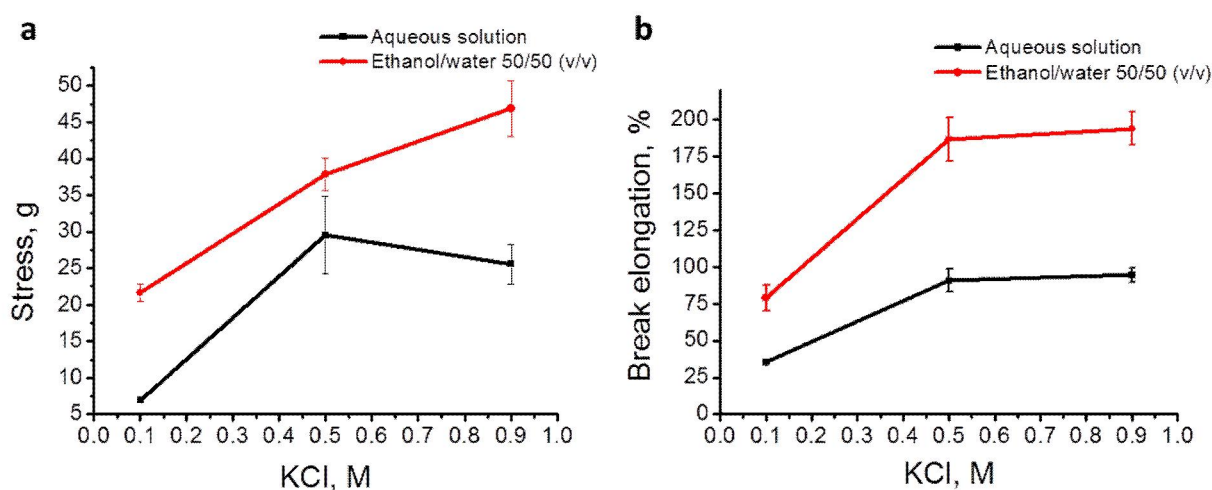 a
Aqueous solution
Ethanol/water 50/50 (v/v)
Stress, g
50
45
40
35
30
25
20
15
10
5
0.0 0.1 0.2 0.3 0.4 0.5 0.6 0.7 0.8 0.9 1.0
KCl, M
b
Aqueous solution
Ethanol/water 50/50 (v/v)
Break elongation, %
200
175
150
125
100
75
50
25
0
0.0 0.1 0.2 0.3 0.4 0.5 0.6 0.7 0.8 0.9 1.0
KCl, M